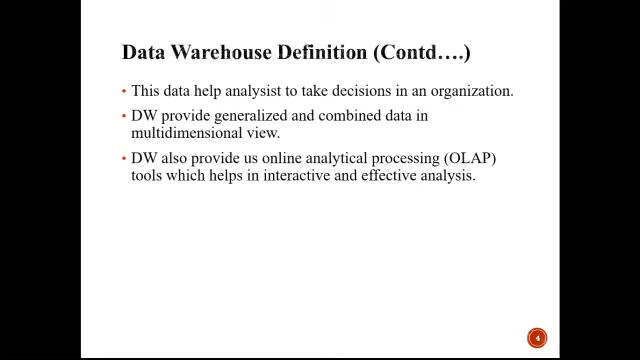 Data Warehouse Definition (Contd….)
• This data help analysist to take decisions in an organization.
• DW provide generalized and combined data in
multidimensional view.
• DW also provide us online analytical processing (OLAP)
tools which helps in interactive and effective analysis.
4